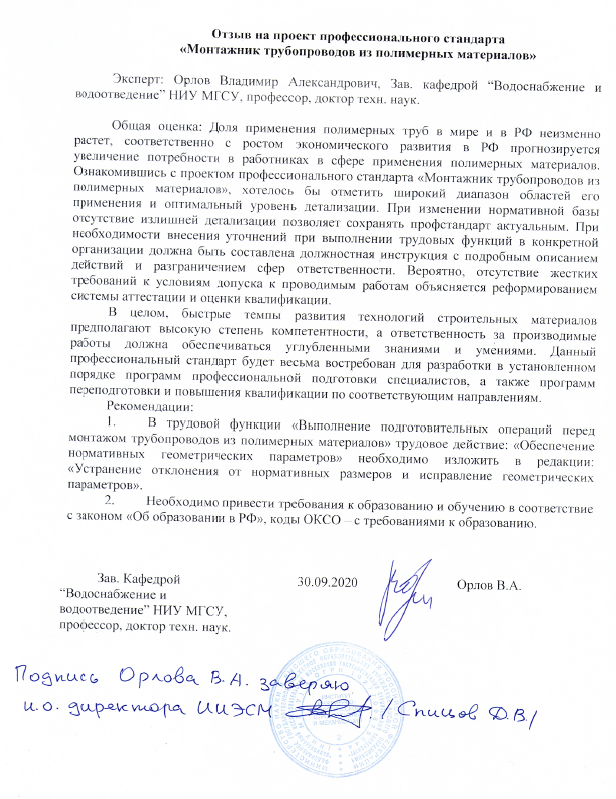 Отзыв на проект профессионального стандарта
«Монтажник трубопроводов из полимерных материалов»
Эксперт: Орлов Владимир Александрович, Зав. кафедрой “Водоснабжение и
водоотведение” НИУ МГСУ, профессор, доктор техн. наук.
Общая оценка: Доля применения полимерных труб в мире и в РФ неизменно
растет, соответственно с ростом экономического развития в РФ прогнозируется
увеличение потребности в работниках в сфере применения полимерных материалов.
Ознакомившись с проектом профессионального стандарта «Монтажник трубопроводов из
полимерных материалов», хотелось бы отметить широкий диапазон областей его
применения и оптимальный уровень детализации. При изменении нормативной базы
отсутствие излишней детализации позволяет сохранять профстандарт актуальным. При
необходимости внесения уточнений при выполнении трудовых функций в конкретной
организации должна быть составлена должностная инструкция с подробным описанием
действий и разграничением сфер ответственности. Вероятно, отсутствие жестких
требований к условиям допуска к проводимым работам объясняется реформированием
системы аттестации и оценки квалификации.
В целом, быстрые темпы развития технологий строительных материалов
предполагают высокую степень компетентности, а ответственность за производимые
работы должна обеспечиваться углубленными знаниями и умениями. Данный
профессиональный стандарт будет весьма востребован для разработки в установленном
порядке программ профессиональной подготовки специалистов, а также программ
переподготовки и повышения квалификации по соответствующим направлениям.
Рекомендации:
1. В трудовой функции «Выполнение подготовительных операций перед
монтажом трубопроводов из полимерных материалов» трудовое действие: «Обеспечение
нормативных геометрических параметров» необходимо изложить в редакции:
«Устранение отклонения от нормативных размеров и исправление геометрических
параметров».
2. Необходимо привести требования к образованию и обучению в соответствие
с законом «Об образовании в РФ», коды ОКСО – с требованиями к образованию.
Зав. Кафедрой 30.09.2020 Орлов В.А.
“Водоснабжение и
водоотведение” НИУ МГСУ,
профессор, доктор техн. наук.
Подпись Орлова В.А. заверяю
и.о. директора ИИЭСМ / Спицов Д.В./